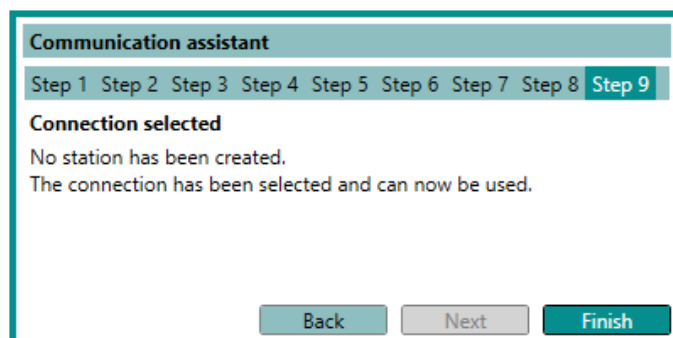 Communication assistant
Step 1 Step 2 Step 3 Step 4 Step 5 Step 6 Step 7 Step 8 Step 9
Connection selected
No station has been created.
The connection has been selected and can now be used.
Back Next Finish